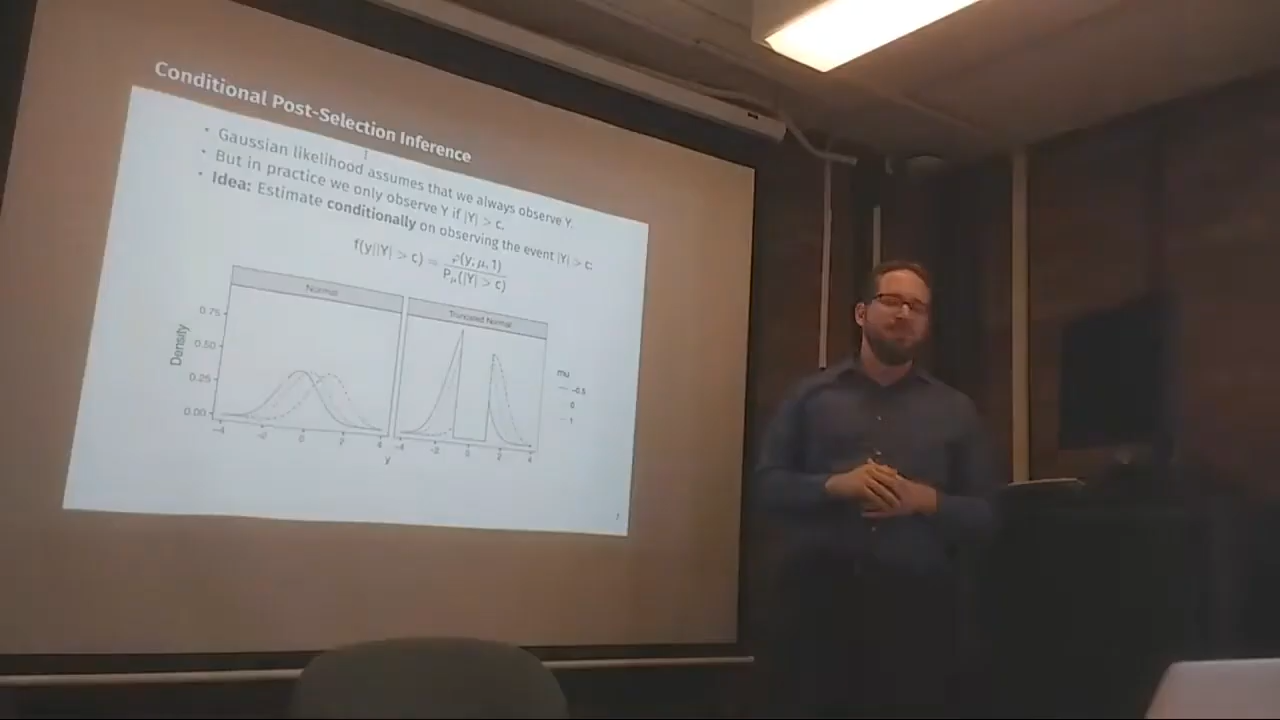 Conditional Post-Selection Inference
• Gaussian likelihood assumes that we always observe Y.
• But in practice we only observe Y if |Y| > c.
• Idea: Estimate conditionally on observing the event |Y| > c:
f(y||Y| > c) = φ(y, μ, 1) / Pμ(|Y| > c)
Normal
Truncated Normal
Density
0.75
0.50
0.25
0.00
-4 -2 0 2 4
-4 -2 0 2 4
y
mu
-0.5
0
1
7